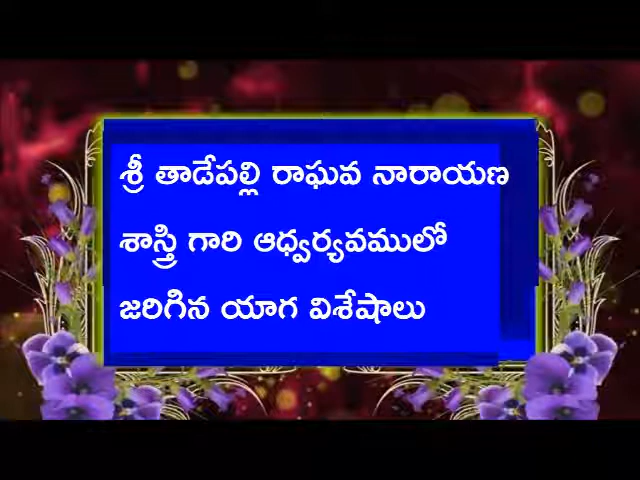 శ్రీ తాడేపల్లి రాఘవ నారాయణ
శాస్త్రి గారి ఆధ్వర్యవములో
జరిగిన యాగ విశేషాలు